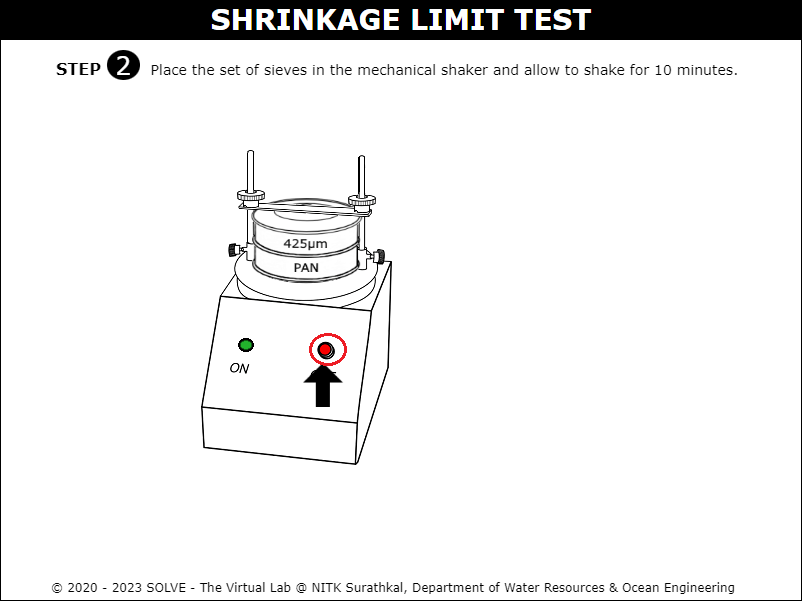 SHRINKAGE LIMIT TEST
STEP 2 Place the set of sieves in the mechanical shaker and allow to shake for 10 minutes.
425μm
PAN
ON
© 2020 - 2023 SOLVE - The Virtual Lab @ NITK Surathkal, Department of Water Resources & Ocean Engineering